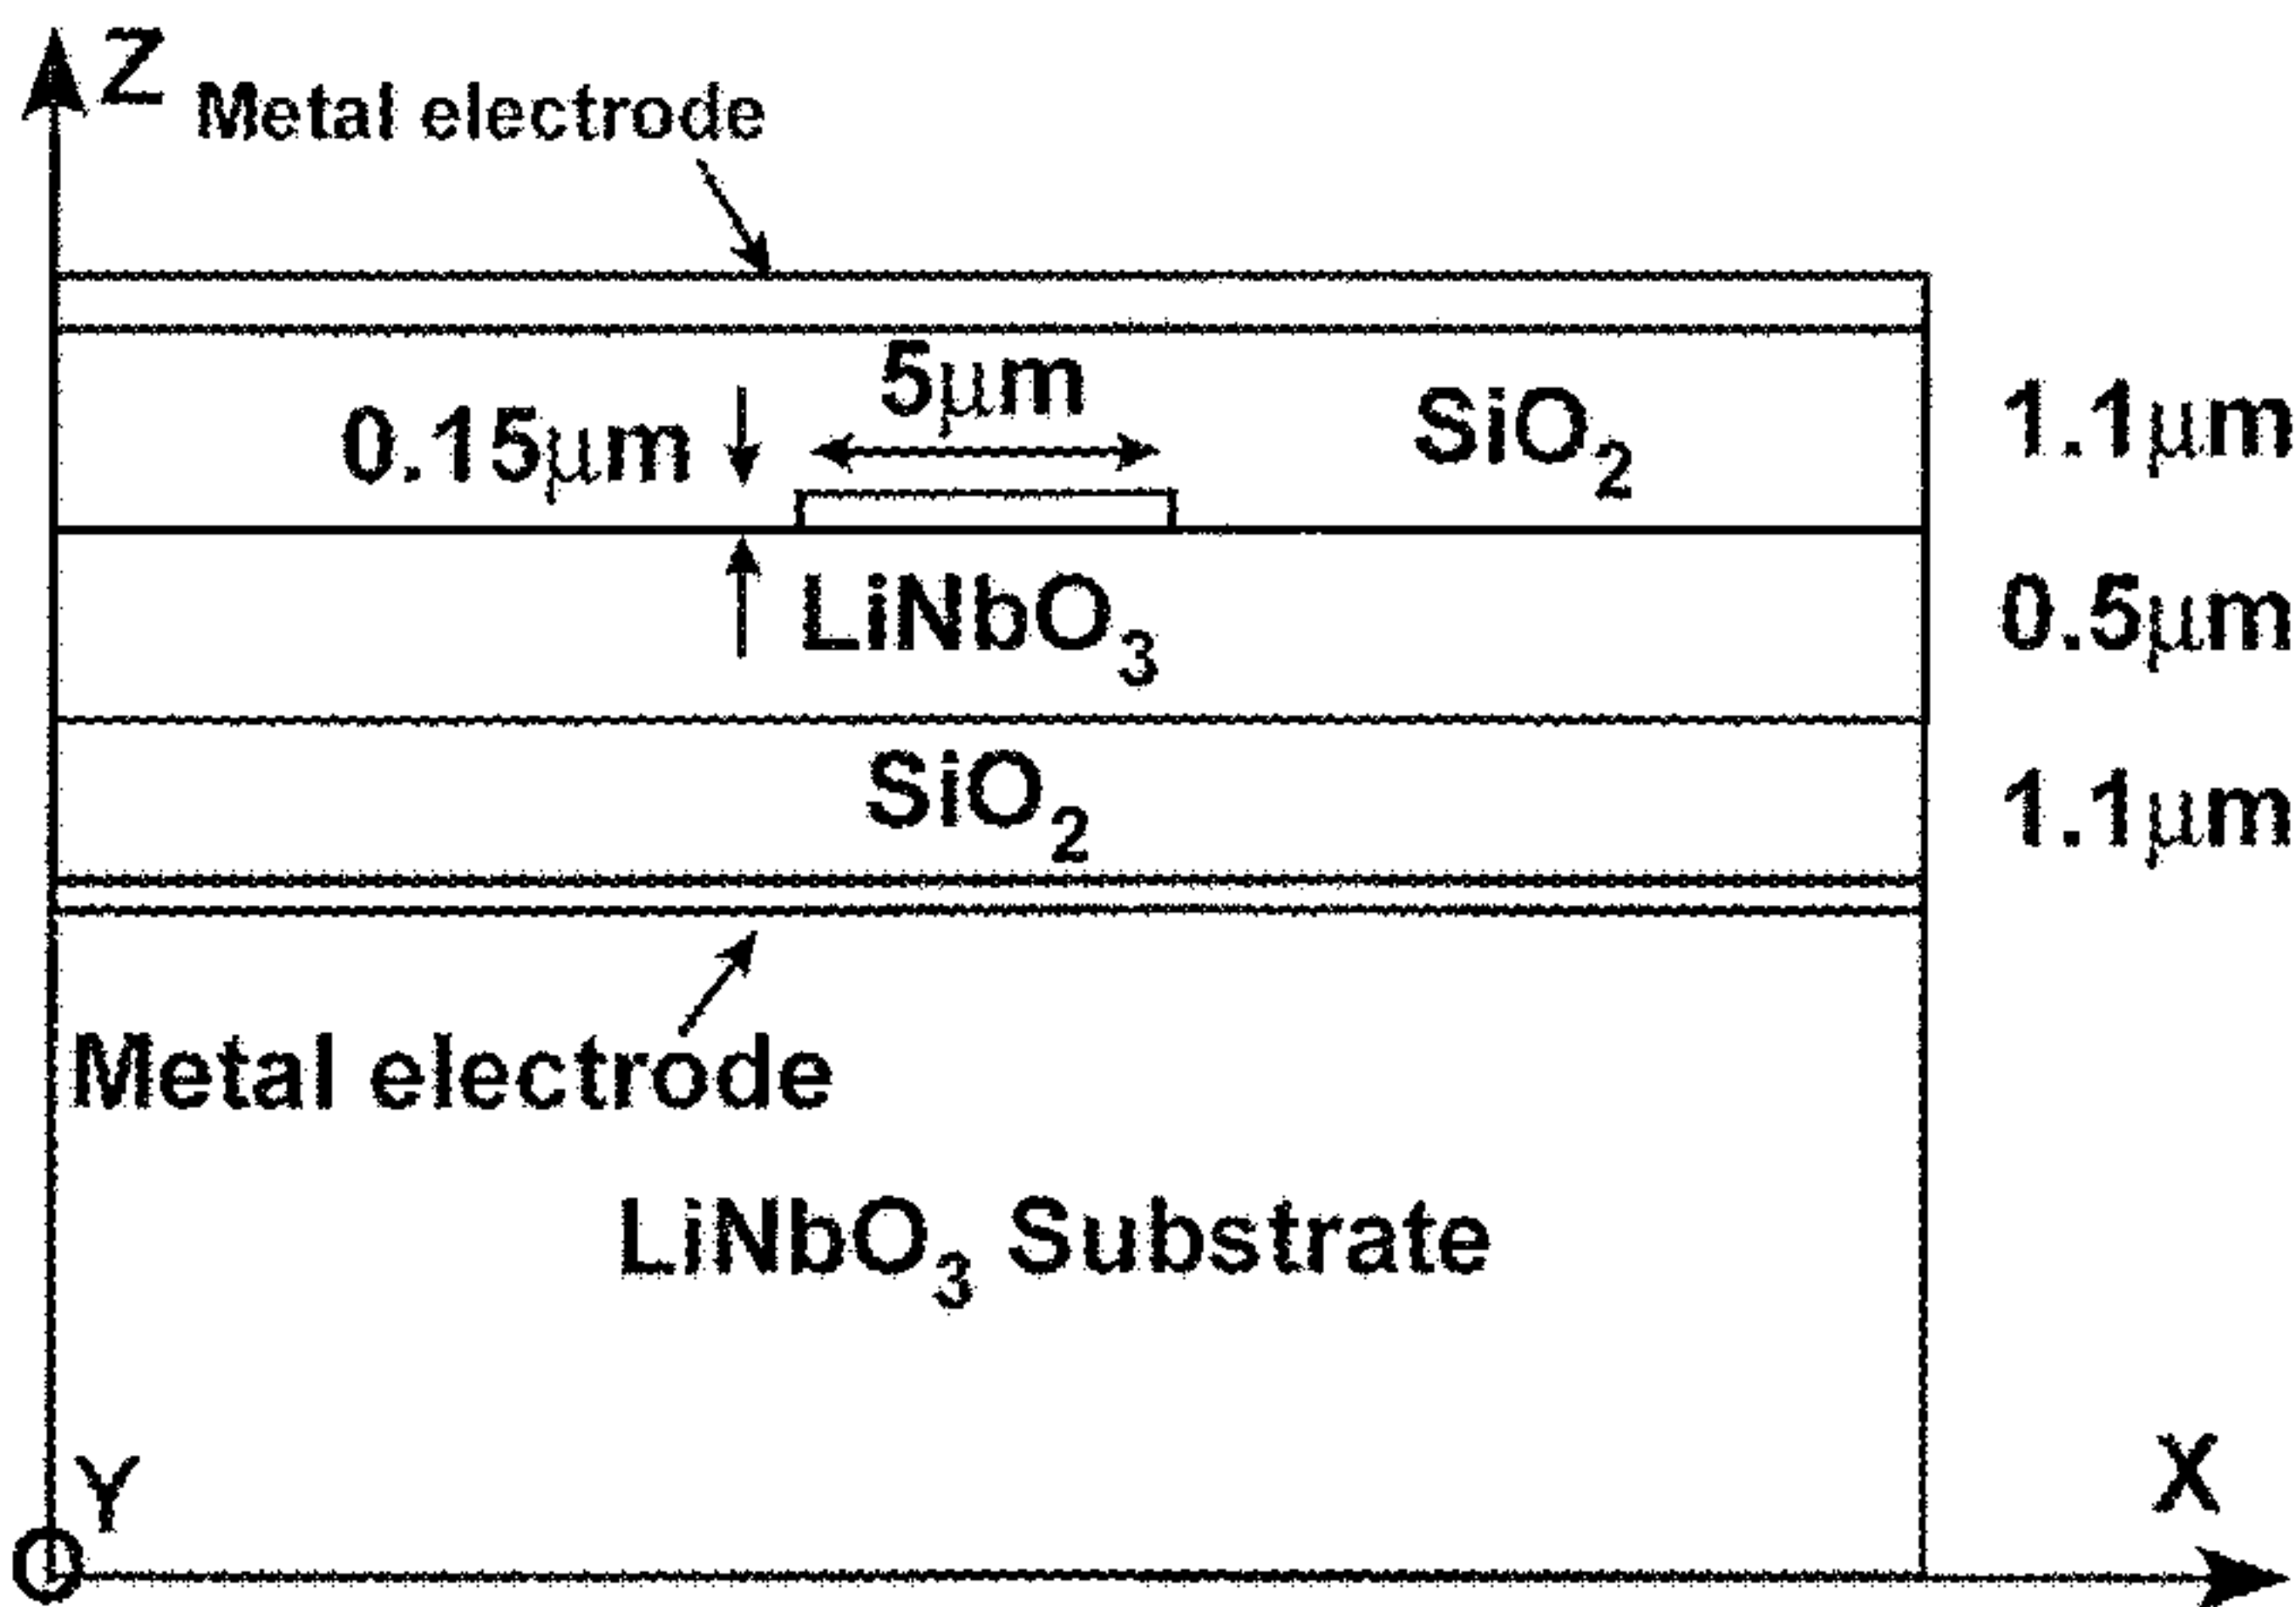 Z
Metal electrode
5μm
0.15μm
SiO2
1.1μm
LiNbO3
0.5μm
SiO2
1.1μm
Metal electrode
LiNbO3 Substrate
Y
X